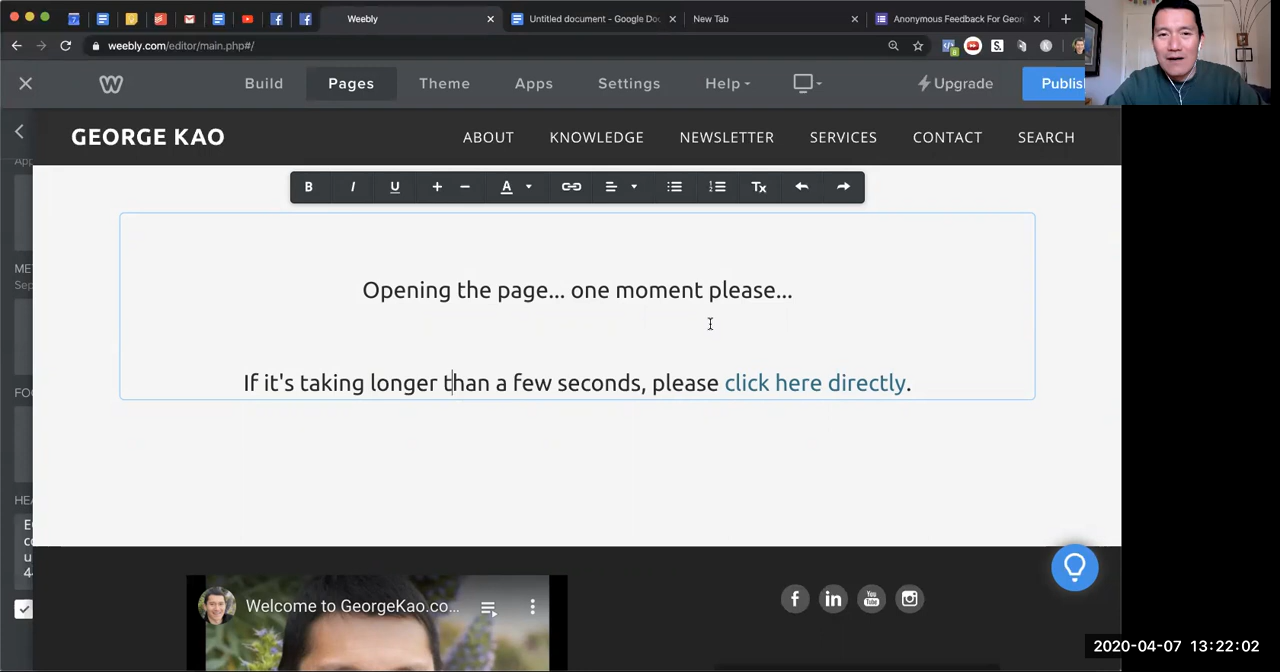 Weebly
Untitled document - Google Do
New Tab
Anonymous Feedback For Geor
weebly.com/editor/main.php#/
Build
Pages
Theme
Apps
Settings
Help
Upgrade
Publis
GEORGE KAO
ABOUT
KNOWLEDGE
NEWSLETTER
SERVICES
CONTACT
SEARCH
B I U + - A Tx
Opening the page... one moment please...
If it's taking longer than a few seconds, please click here directly.
Welcome to GeorgeKao.co...
2020-04-07 13:22:02